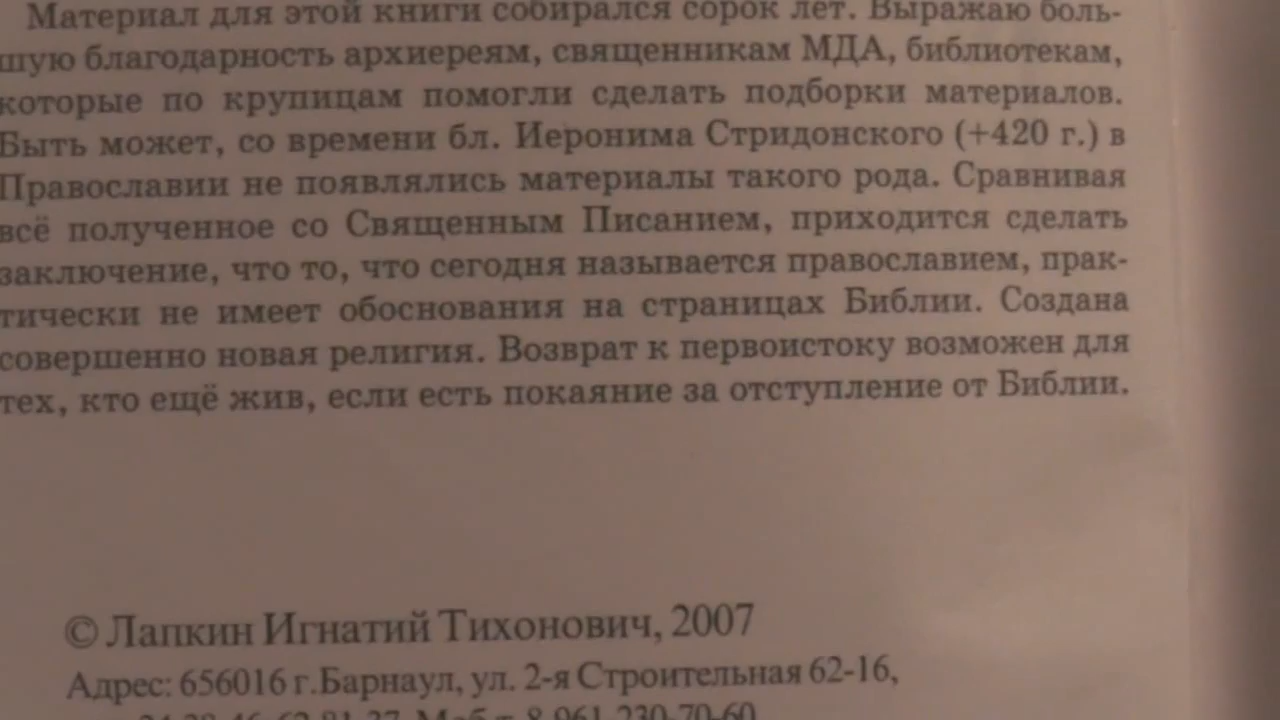 Материал для этой книги собирался сорок лет. Выражаю боль-
шую благодарность архиереям, священникам МДА, библиотекам,
которые по крупицам помогли сделать подборки материалов.
Быть может, со времени бл. Иеронима Стридонского (+420 г.) в
Православии не появлялись материалы такого рода. Сравнивая
всё полученное со Священным Писанием, приходится сделать
заключение, что то, что сегодня называется православием, прак-
тически не имеет обоснования на страницах Библии. Создана
совершенно новая религия. Возврат к первоистоку возможен для
тех, кто ещё жив, если есть покаяние за отступление от Библии.
© Лапкин Игнатий Тихонович, 2007
Адрес: 656016 г.Барнаул, ул. 2-я Строительная 62-16,